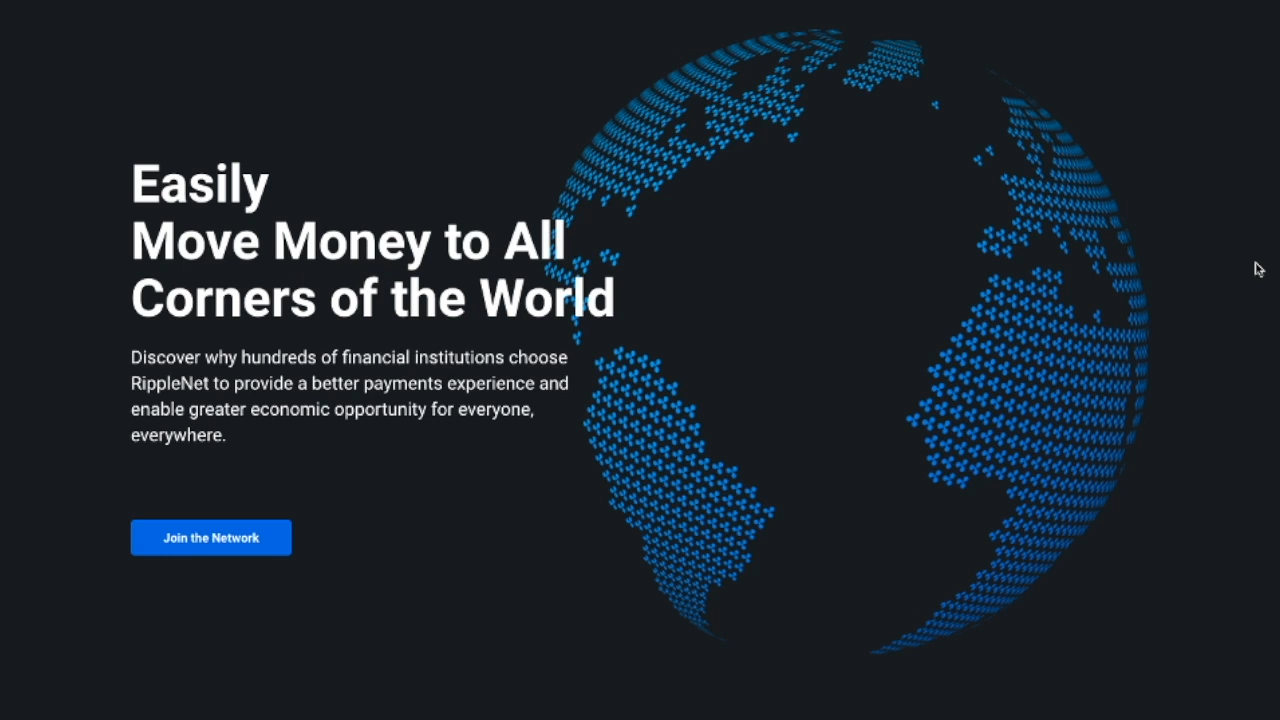 Easily
Move Money to All
Corners of the World
Discover why hundreds of financial institutions choose
RippleNet to provide a better payments experience and
enable greater economic opportunity for everyone,
everywhere.
Join the Network